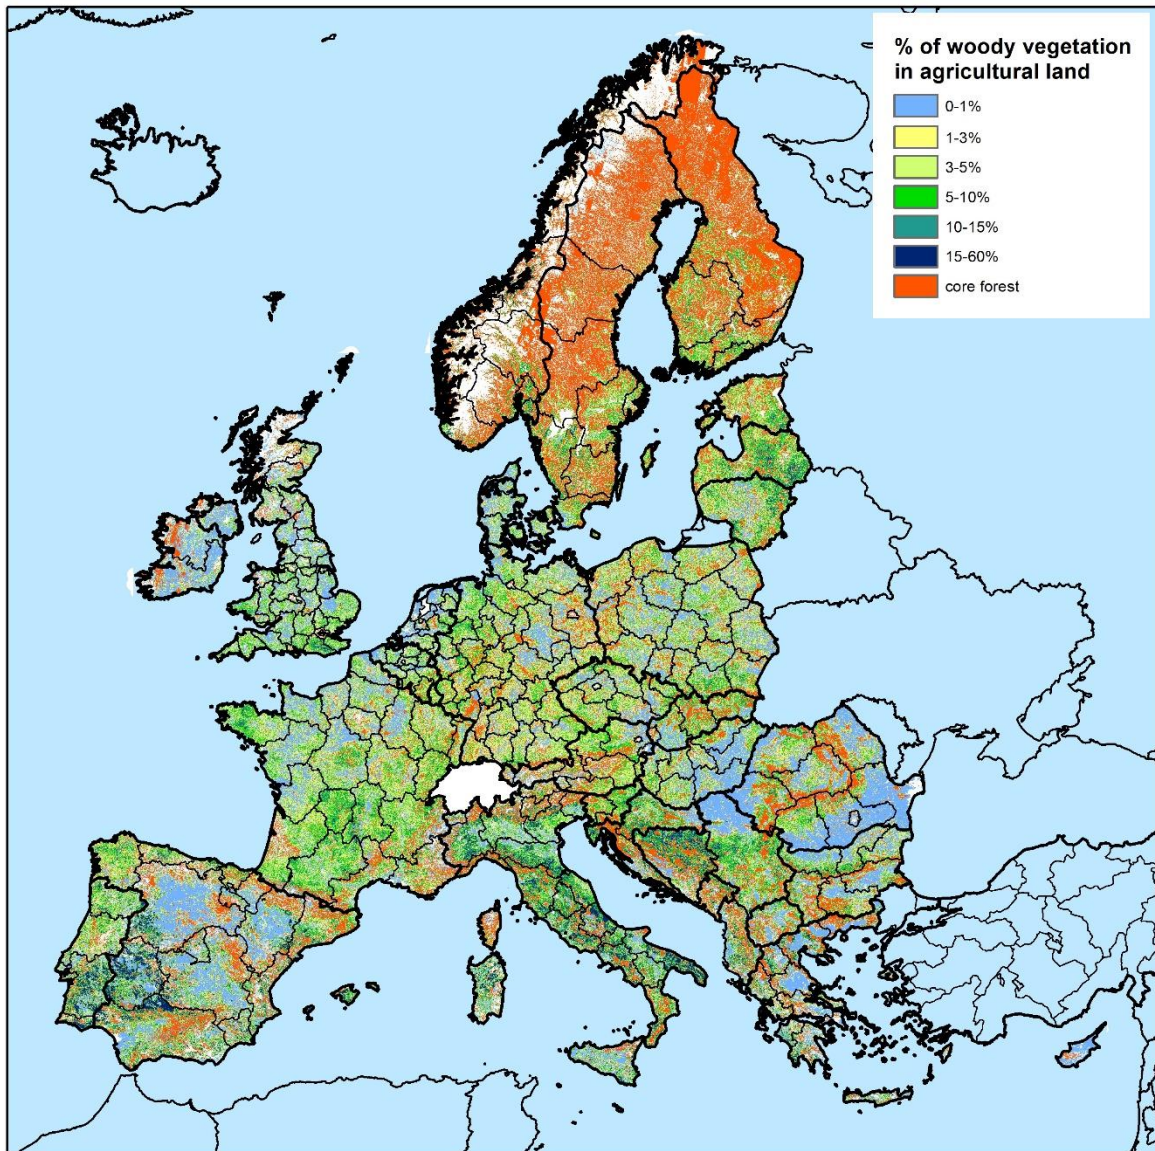 % of woody vegetation
in agricultural land
0-1%
1-3%
3-5%
5-10%
10-15%
15-60%
core forest